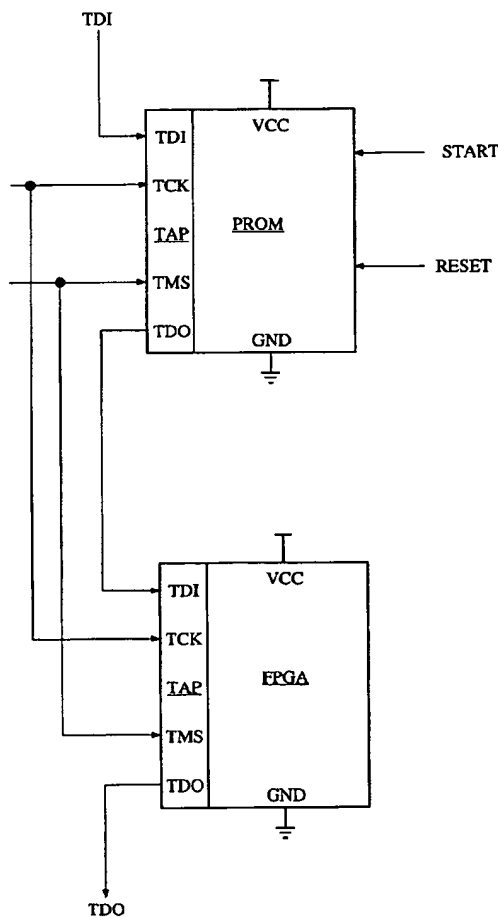 TDI
VCC
TDI
START
TCK
TAP
PROM
RESET
TMS
TDO
GND
VCC
TDI
TCK
TAP
FPGA
TMS
TDO
GND
TDO